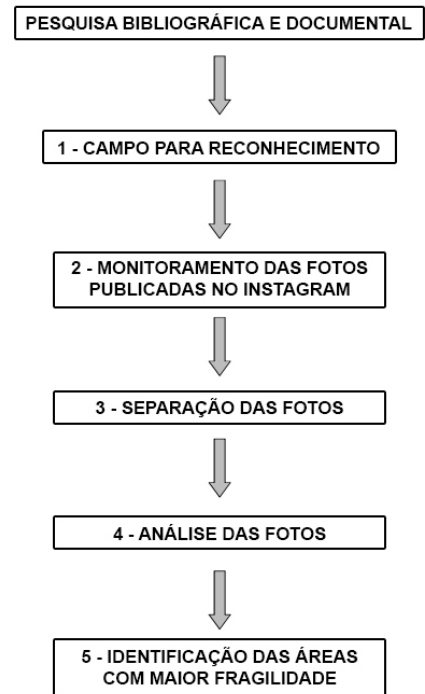 PESQUISA BIBLIOGRÁFICA E DOCUMENTAL
1 - CAMPO PARA RECONHECIMENTO
2 - MONITORAMENTO DAS FOTOS
PUBLICADAS NO INSTAGRAM
3 - SEPARAÇÃO DAS FOTOS
4 - ANÁLISE DAS FOTOS
5 - IDENTIFICAÇÃO DAS ÁREAS
COM MAIOR FRAGILIDADE